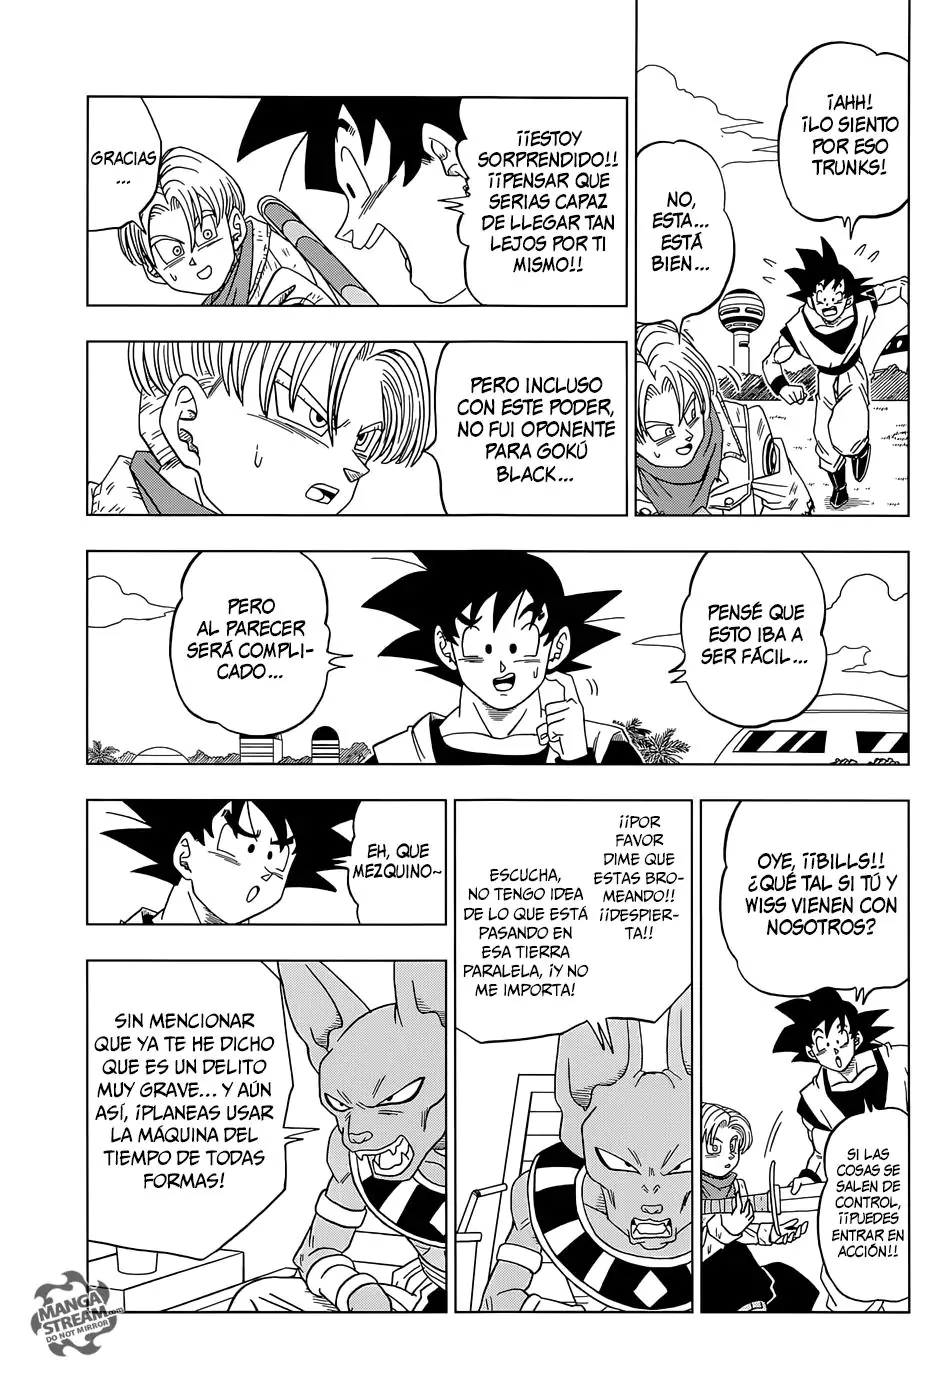 ¡AHH!
¡LO SIENTO
POR ESO
TRUNKS!
NO,
ESTA...
ESTÁ
BIEN...
¡¡ESTOY
SORPRENDIDO!!
¡¡PENSAR QUE
SERIAS CAPAZ
DE LLEGAR TAN
LEJOS POR TI
MISMO!!
GRACIAS
...
PERO INCLUSO
CON ESTE PODER,
NO FUI OPONENTE
PARA GOKÚ
BLACK...
PENSÉ QUE
ESTO IBA A
SER FÁCIL...
PERO
AL PARECER
SERÁ COMPLI-
CADO...
OYE, ¡¡BILLS!!
¿QUÉ TAL SI TÚ Y
WISS VIENEN CON
NOSOTROS?
SI LAS
COSAS SE
SALEN DE
CONTROL,
¡¡PUEDES
ENTRAR EN
ACCIÓN!!
¡¡POR
FAVOR
DIME QUE
ESTAS BRO-
MEANDO!!
¡¡DESPIER-
TA!!
ESCUCHA,
NO TENGO IDEA
DE LO QUE ESTÁ
PASANDO EN
ESA TIERRA
PARALELA, ¡Y NO
ME IMPORTA!
EH, QUE
MEZQUINO~
SIN MENCIONAR
QUE YA TE HE DICHO
QUE ES UN DELITO
MUY GRAVE... Y AÚN
ASÍ, ¡PLANEAS USAR
LA MÁQUINA DEL
TIEMPO DE TODAS
FORMAS!
MANGA
STREAM.com
DO NOT MIRROR